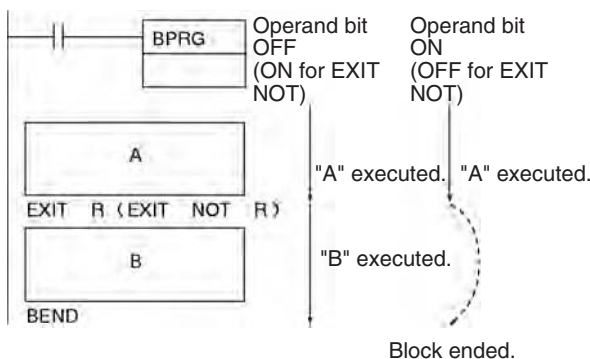 BPRG
Operand bit
OFF
(ON for EXIT
NOT)
Operand bit
ON
(OFF for EXIT
NOT)
A
"A" executed.
"A" executed.
EXIT R (EXIT NOT R)
B
"B" executed.
BEND
Block ended.